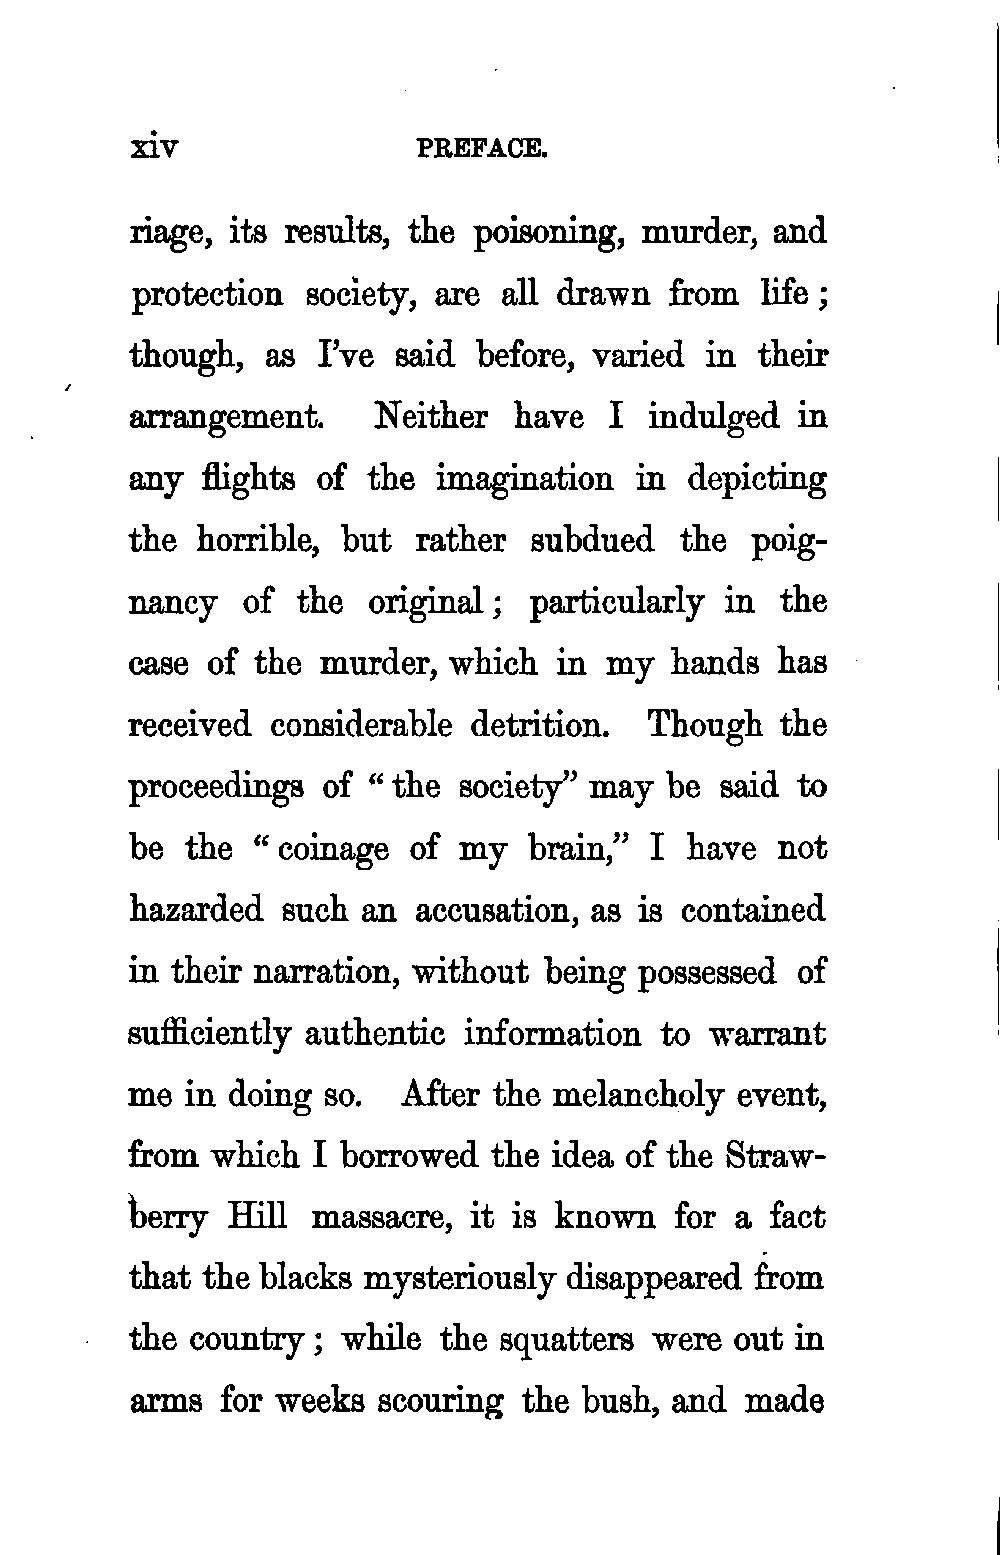 xiv PREFACE.
riage, its results, the poisoning, murder, and
protection society, are all drawn from life ;
though, as I've said before, varied in their
arrangement. Neither have I indulged in
any flights of the imagination in depicting
the horrible, but rather subdued the poig-
nancy of the original ; particularly in the
case of the murder, which in my hands has
received considerable detrition. Though the
proceedings of “ the society” may be said to
be the “ coinage of my brain,” I have not
hazarded such an accusation, as is contained
in their narration, without being possessed of
sufficiently authentic information to warrant
me in doing so. After the melancholy event,
from which I borrowed the idea of the Straw-
berry Hill massacre, it is known for a fact
that the blacks mysteriously disappeared from
the country ; while the squatters were out in
arms for weeks scouring the bush, and made